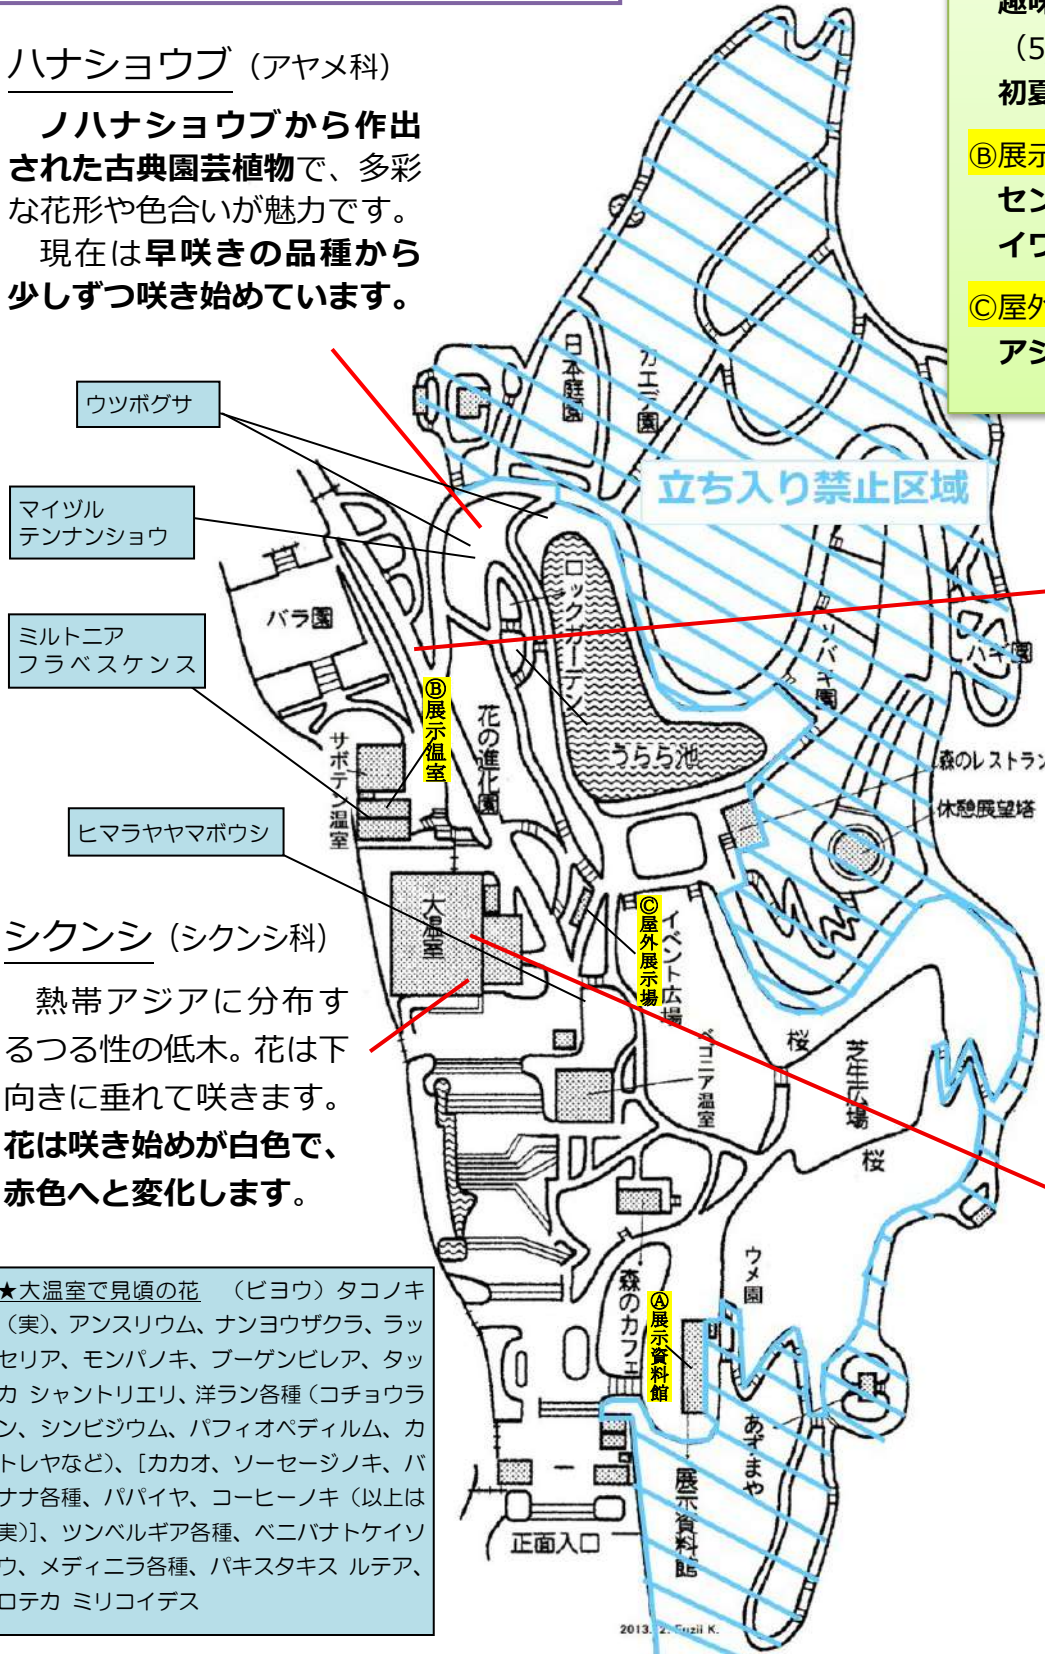 ハナショウブ（アヤメ科）
ノハナショウブから作出
された古典園芸植物で、多彩
な花形や色合いが魅力です。
現在は早咲きの品種から
少しずつ咲き始めています。
趣味
（5
初夏
Ⓑ展示
セン
イワ
Ⓒ屋外
アジ
ウツボグサ
マイヅル
テンナンショウ
ミルトニア
フラベスケンス
ヒマラヤヤマボウシ
日本庭園
カエデ園
立ち入り禁止区域
バラ園
ロックガーデン
ツバキ園
ハギ園
Ⓑ展示温室
花の進化園
うらら池
サボテン温室
森のレストラン
休憩展望塔
大温室
Ⓒ屋外展示場
イベント広場
ベゴニア温室
桜
芝生広場
桜
シクンシ（シクンシ科）
熱帯アジアに分布す
るつる性の低木。花は下
向きに垂れて咲きます。
花は咲き始めが白色で、
赤色へと変化します。
ウメ園
森のカフェ
Ⓐ展示資料館
あずまや
展示資料館
正面入口
★大温室で見頃の花　（ビヨウ）タコノキ
（実）、アンスリウム、ナンヨウザクラ、ラッ
セリア、モンパノキ、ブーゲンビレア、タッ
カ シャントリエリ、洋ラン各種（コチョウラ
ン、シンビジウム、パフィオペディルム、カ
トレヤなど）、[カカオ、ソーセージノキ、バ
ナナ各種、パパイヤ、コーヒーノキ（以上は
実）]、ツンベルギア各種、ベニバナトケイソ
ウ、メディニラ各種、パキスタキス ルテア、
ロテカ ミリコイデス
2013. 2. Fuzii K.